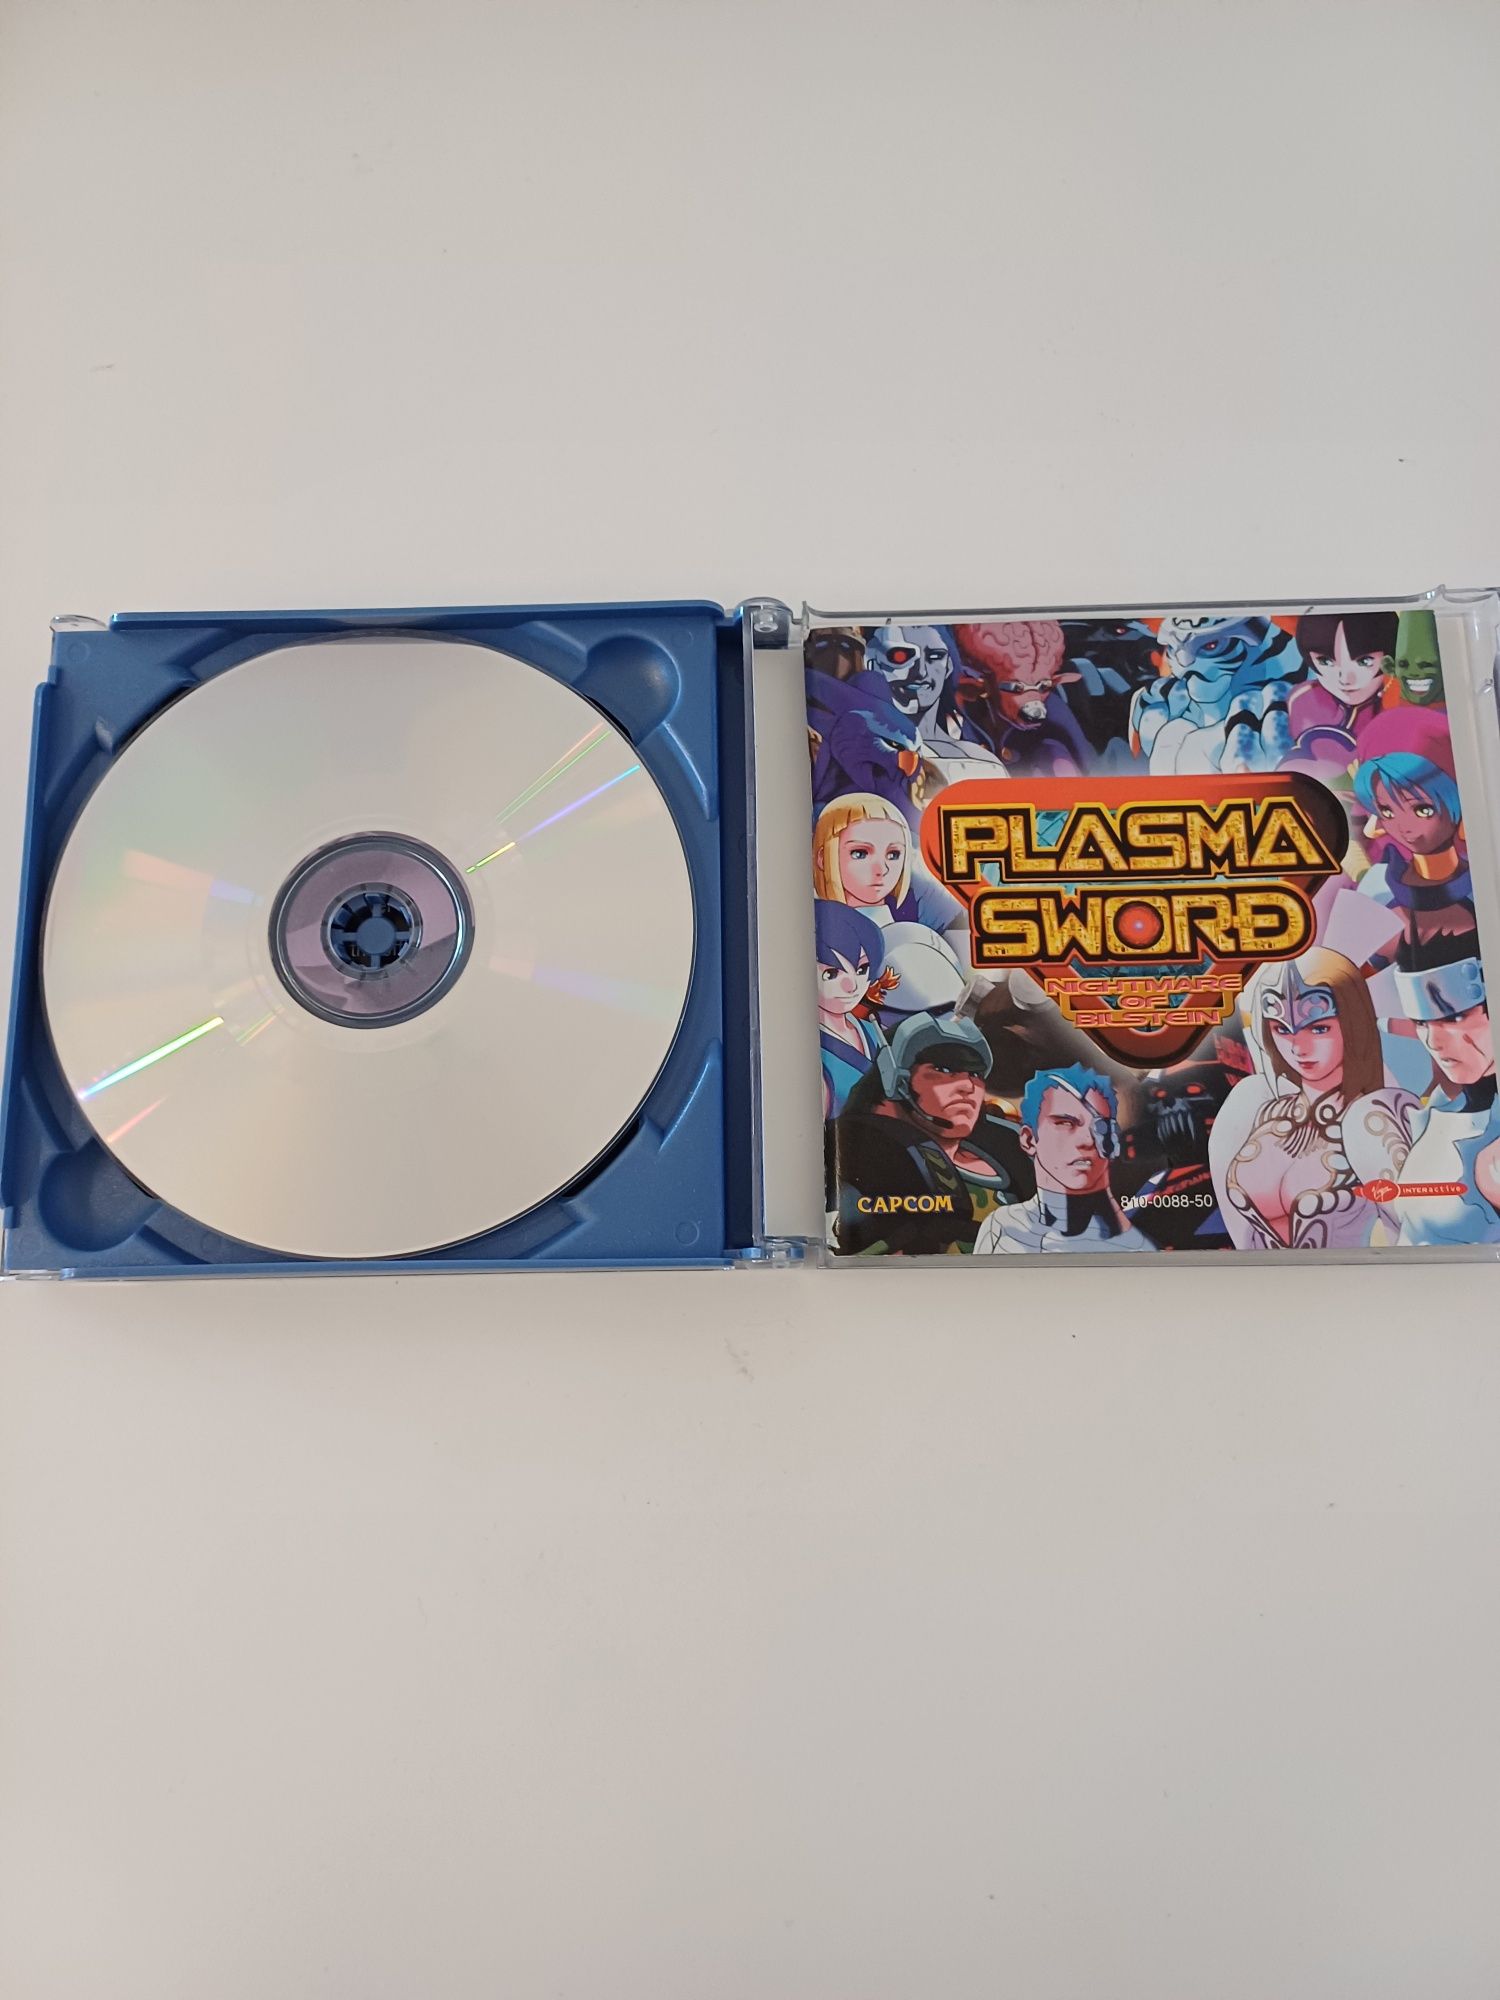 PLASMA
SWORD
NIGHTMARE
OF
BILSTEIN
CAPCOM
810-0088-50
Virgin INTERactive